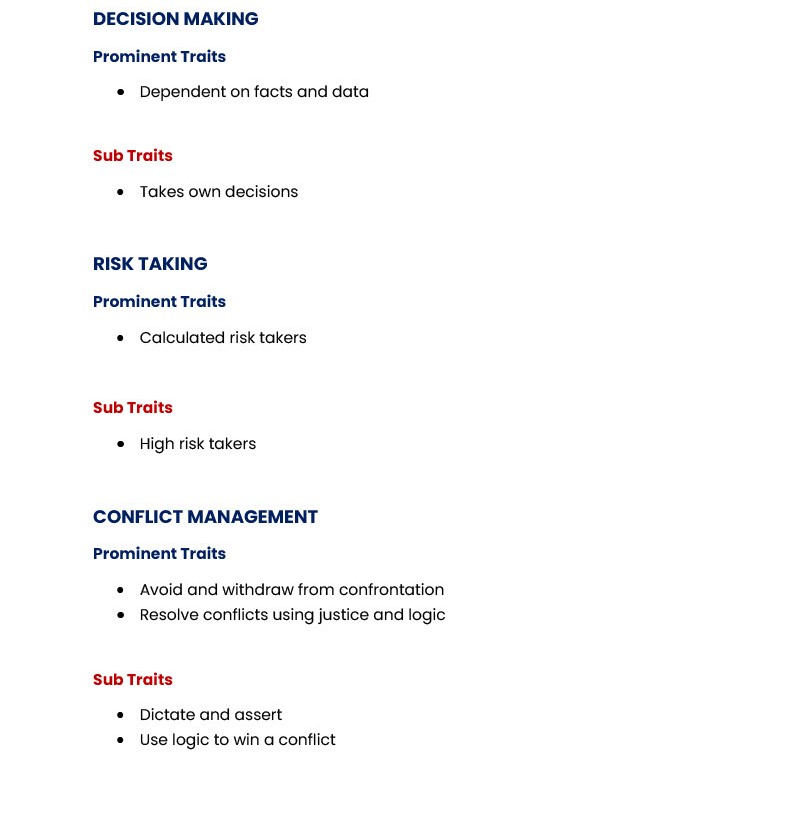 DECISION MAKING
Prominent Traits
• Dependent on facts and data
Sub Traits
• Takes own decisions
RISK TAKING
Prominent Traits
• Calculated risk takers
Sub Traits
• High risk takers
CONFLICT MANAGEMENT
Prominent Traits
• Avoid and withdraw from confrontation
• Resolve conflicts using justice and logic
Sub Traits
• Dictate and assert
• Use logic to win a conflict